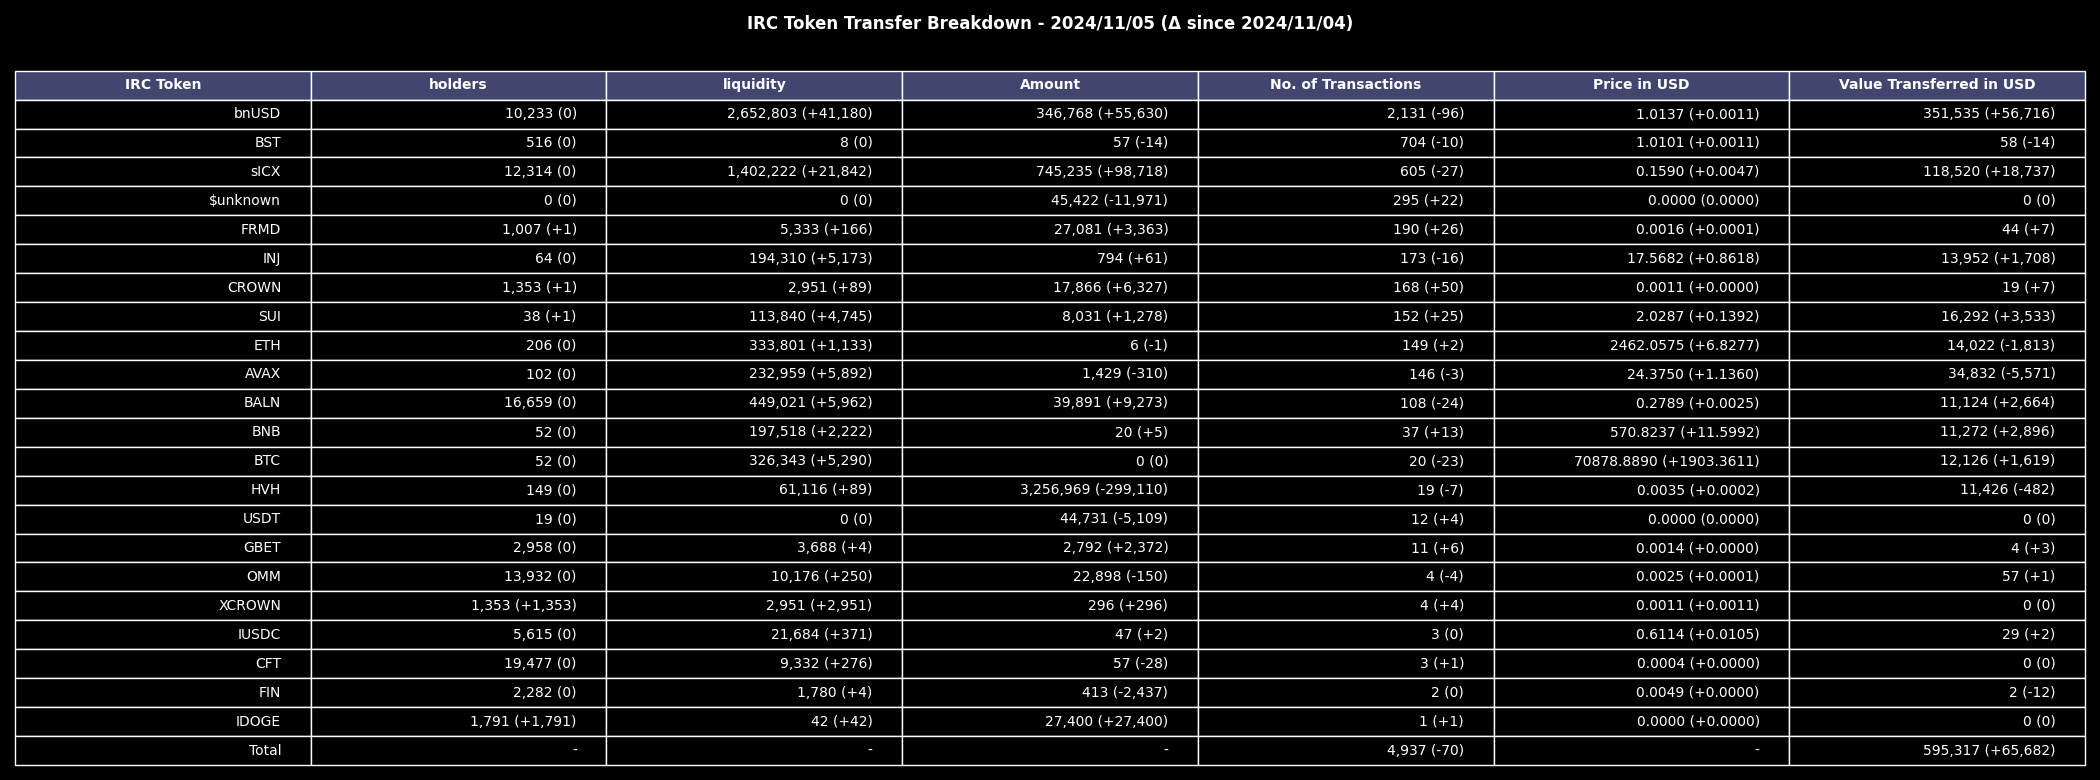 IRC Token Transfer Breakdown - 2024/11/05 (Δ since 2024/11/04)
IRC Token holders liquidity Amount No. of Transactions Price in USD Value Transferred in USD
bnUSD 10,233 (0) 2,652,803 (+41,180) 346,768 (+55,630) 2,131 (-96) 1.0137 (+0.0011) 351,535 (+56,716)
BST 516 (0) 8 (0) 57 (-14) 704 (-10) 1.0101 (+0.0011) 58 (-14)
sICX 12,314 (0) 1,402,222 (+21,842) 745,235 (+98,718) 605 (-27) 0.1590 (+0.0047) 118,520 (+18,737)
$unknown 0 (0) 0 (0) 45,422 (-11,971) 295 (+22) 0.0000 (0.0000) 0 (0)
FRMD 1,007 (+1) 5,333 (+166) 27,081 (+3,363) 190 (+26) 0.0016 (+0.0001) 44 (+7)
INJ 64 (0) 194,310 (+5,173) 794 (+61) 173 (-16) 17.5682 (+0.8618) 13,952 (+1,708)
CROWN 1,353 (+1) 2,951 (+89) 17,866 (+6,327) 168 (+50) 0.0011 (+0.0000) 19 (+7)
SUI 38 (+1) 113,840 (+4,745) 8,031 (+1,278) 152 (+25) 2.0287 (+0.1392) 16,292 (+3,533)
ETH 206 (0) 333,801 (+1,133) 6 (-1) 149 (+2) 2462.0575 (+6.8277) 14,022 (-1,813)
AVAX 102 (0) 232,959 (+5,892) 1,429 (-310) 146 (-3) 24.3750 (+1.1360) 34,832 (-5,571)
BALN 16,659 (0) 449,021 (+5,962) 39,891 (+9,273) 108 (-24) 0.2789 (+0.0025) 11,124 (+2,664)
BNB 52 (0) 197,518 (+2,222) 20 (+5) 37 (+13) 570.8237 (+11.5992) 11,272 (+2,896)
BTC 52 (0) 326,343 (+5,290) 0 (0) 20 (-23) 70878.8890 (+1903.3611) 12,126 (+1,619)
HVH 149 (0) 61,116 (+89) 3,256,969 (-299,110) 19 (-7) 0.0035 (+0.0002) 11,426 (-482)
USDT 19 (0) 0 (0) 44,731 (-5,109) 12 (+4) 0.0000 (0.0000) 0 (0)
GBET 2,958 (0) 3,688 (+4) 2,792 (+2,372) 11 (+6) 0.0014 (+0.0000) 4 (+3)
OMM 13,932 (0) 10,176 (+250) 22,898 (-150) 4 (-4) 0.0025 (+0.0001) 57 (+1)
XCROWN 1,353 (+1,353) 2,951 (+2,951) 296 (+296) 4 (+4) 0.0011 (+0.0011) 0 (0)
IUSDC 5,615 (0) 21,684 (+371) 47 (+2) 3 (0) 0.6114 (+0.0105) 29 (+2)
CFT 19,477 (0) 9,332 (+276) 57 (-28) 3 (+1) 0.0004 (+0.0000) 0 (0)
FIN 2,282 (0) 1,780 (+4) 413 (-2,437) 2 (0) 0.0049 (+0.0000) 2 (-12)
IDOGE 1,791 (+1,791) 42 (+42) 27,400 (+27,400) 1 (+1) 0.0000 (+0.0000) 0 (0)
Total - - - 4,937 (-70) - 595,317 (+65,682)